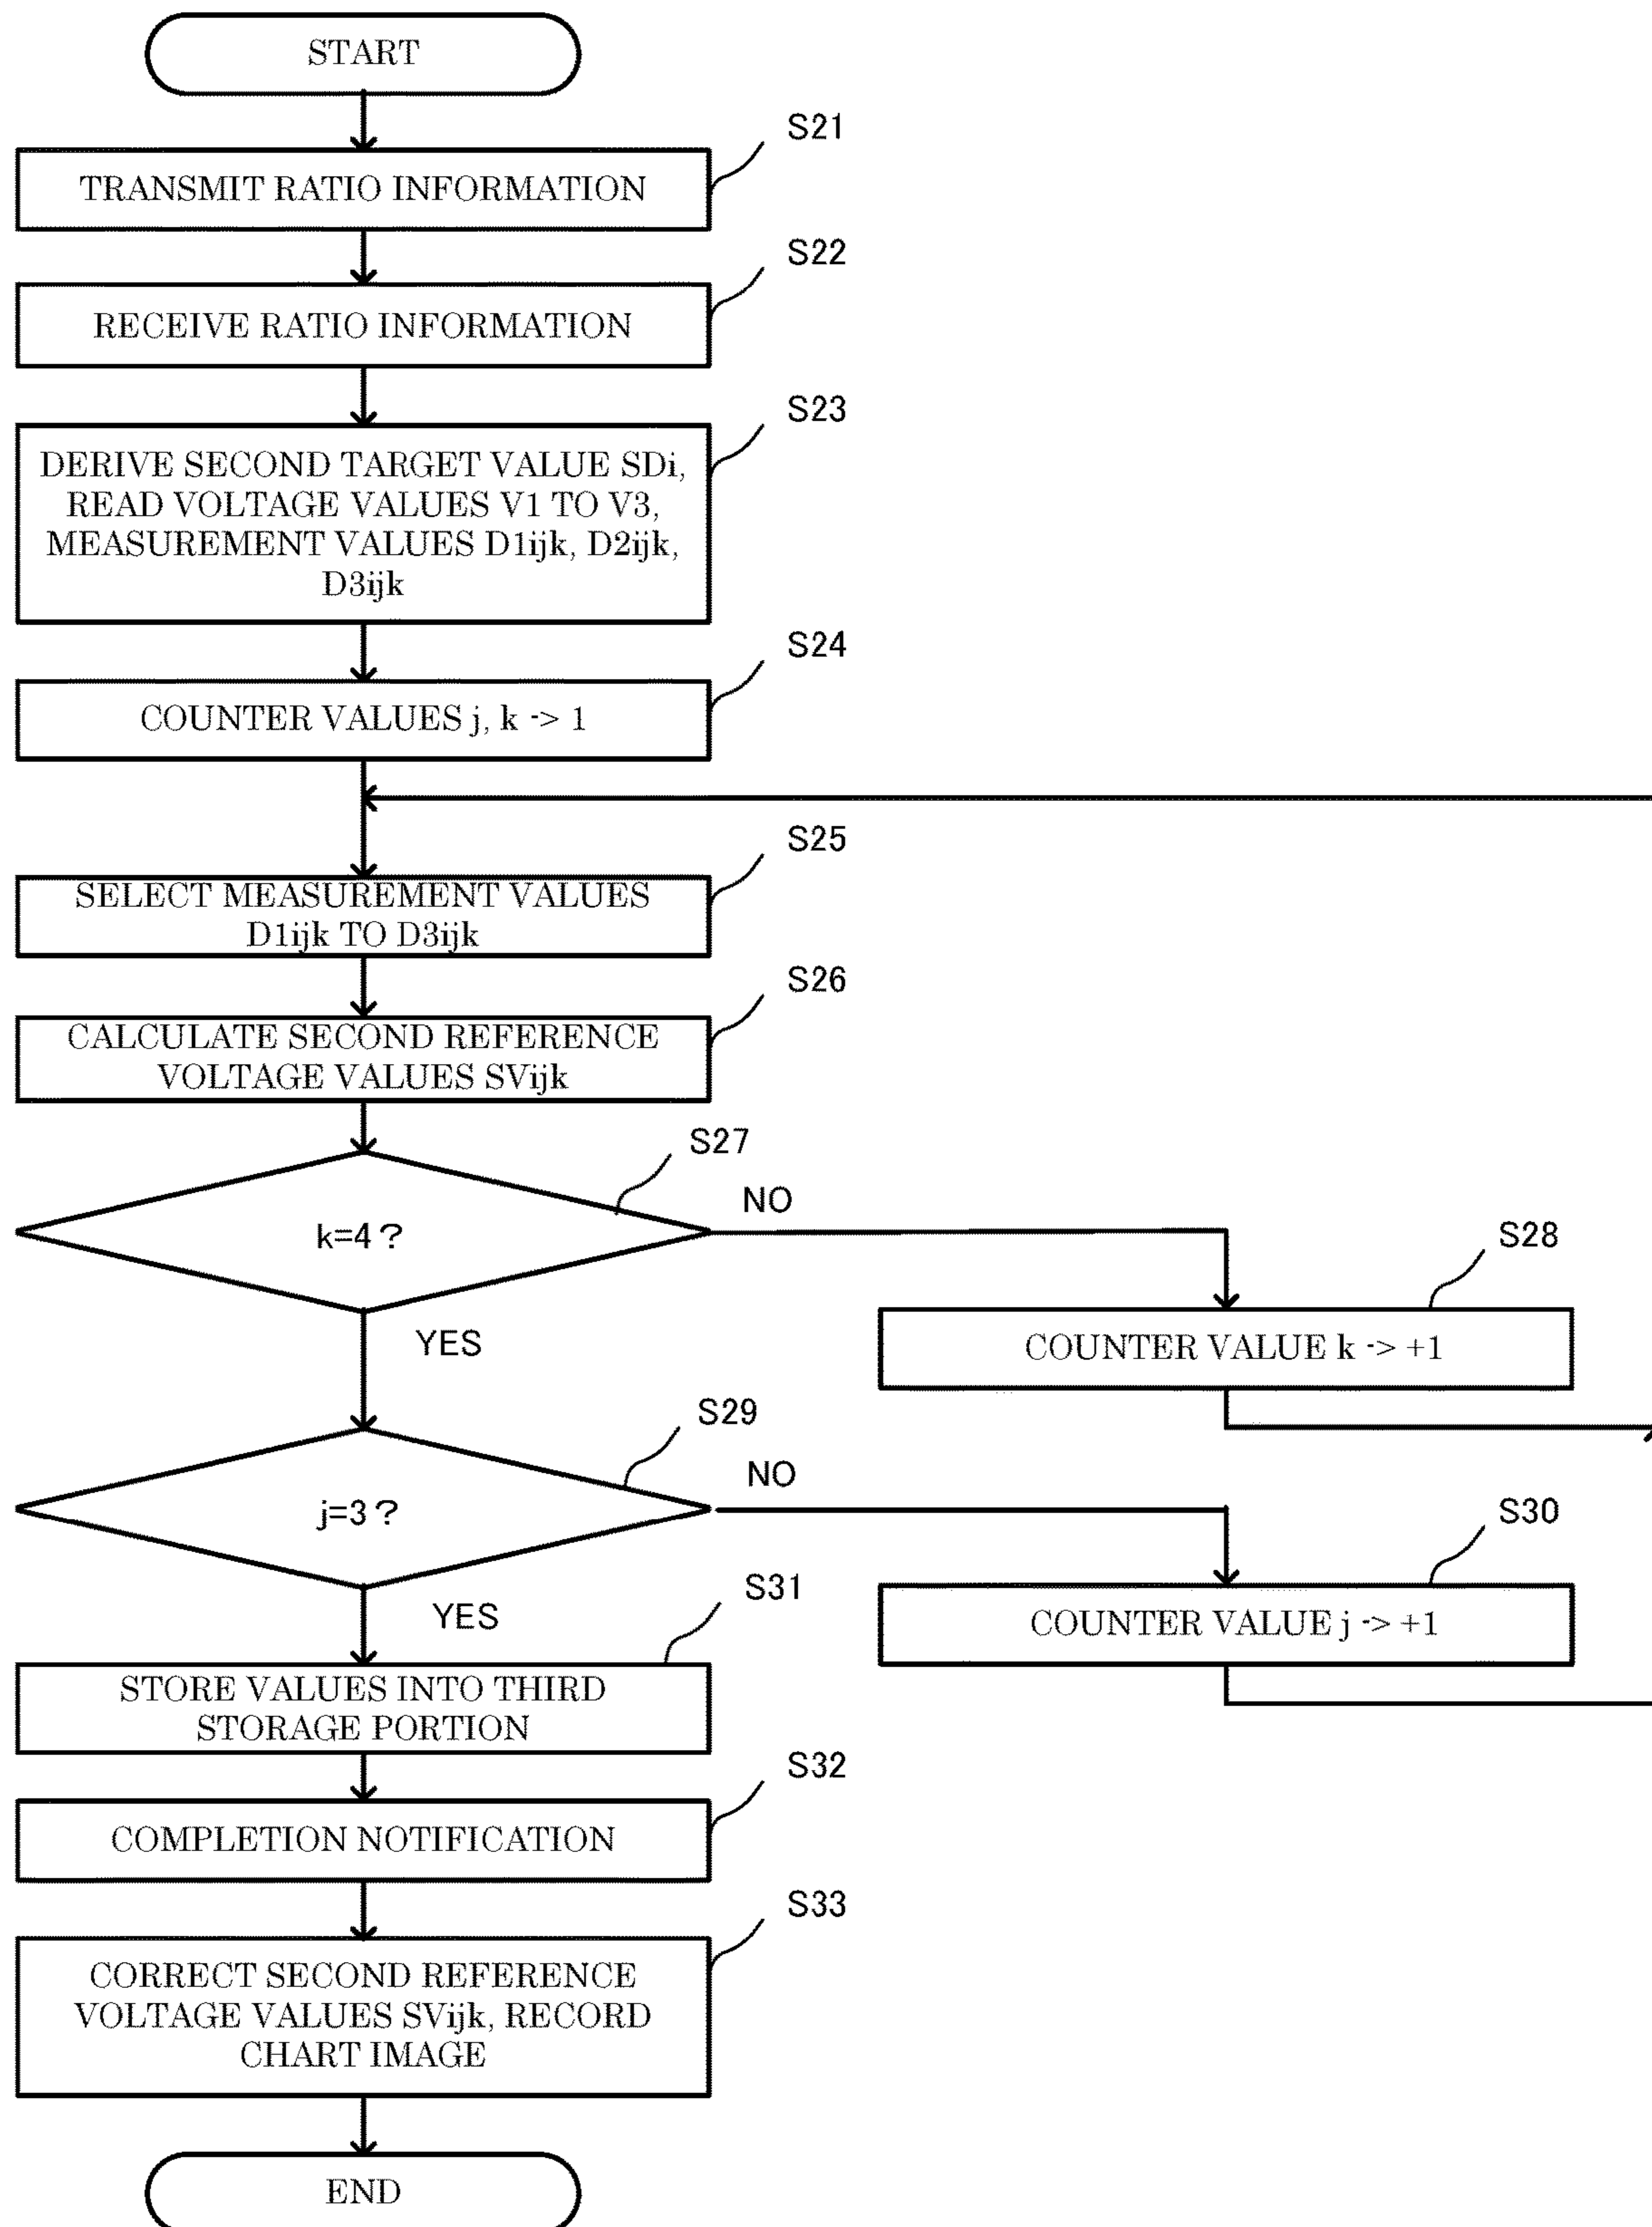 START
S21
TRANSMIT RATIO INFORMATION
S22
RECEIVE RATIO INFORMATION
S23
DERIVE SECOND TARGET VALUE SDi,
READ VOLTAGE VALUES V1 TO V3,
MEASUREMENT VALUES D1ijk, D2ijk,
D3ijk
S24
COUNTER VALUES j, k -> 1
S25
SELECT MEASUREMENT VALUES
D1ijk TO D3ijk
S26
CALCULATE SECOND REFERENCE
VOLTAGE VALUES SVijk
S27
k=4?
NO
YES
S28
COUNTER VALUE k -> +1
S29
j=3?
NO
YES
S30
COUNTER VALUE j -> +1
S31
STORE VALUES INTO THIRD
STORAGE PORTION
S32
COMPLETION NOTIFICATION
S33
CORRECT SECOND REFERENCE
VOLTAGE VALUES SVijk, RECORD
CHART IMAGE
END